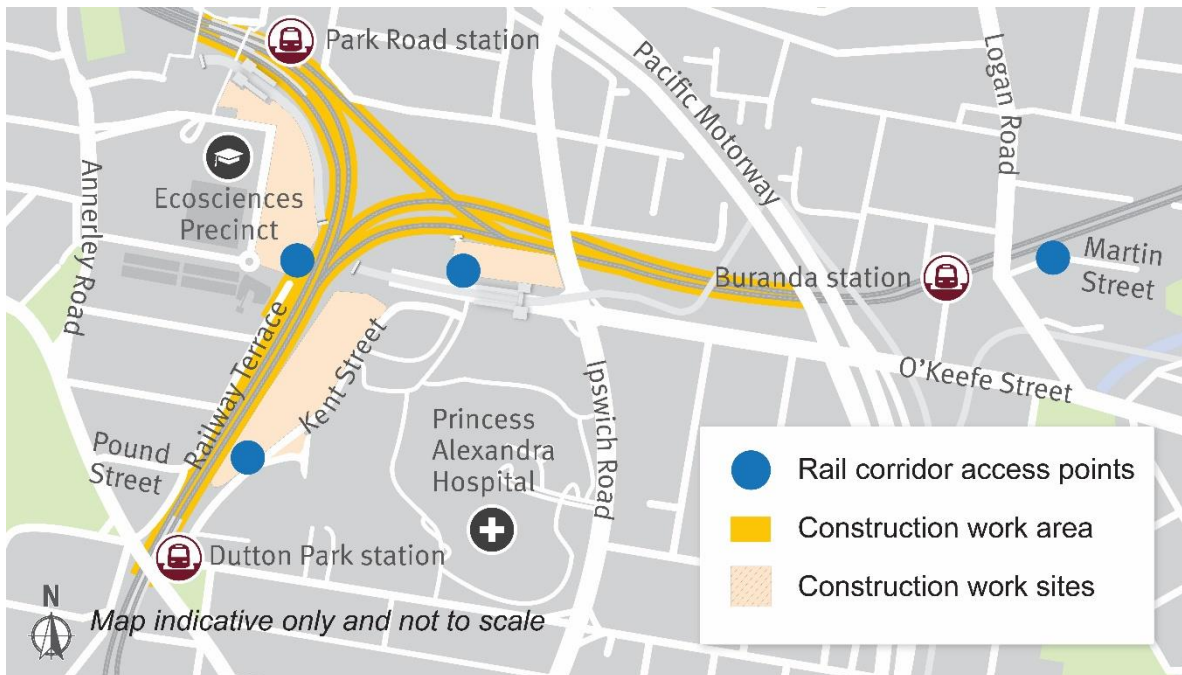 Park Road station
Pacific Motorway
Logan Road
Annerley Road
Ecosciences
Precinct
Martin
Street
Buranda station
Railway Terrace
Kent Street
Ipswich Road
O'Keefe Street
Pound
Street
Princess
Alexandra
Hospital
Dutton Park station
Rail corridor access points
Construction work area
Construction work sites
N
Map indicative only and not to scale